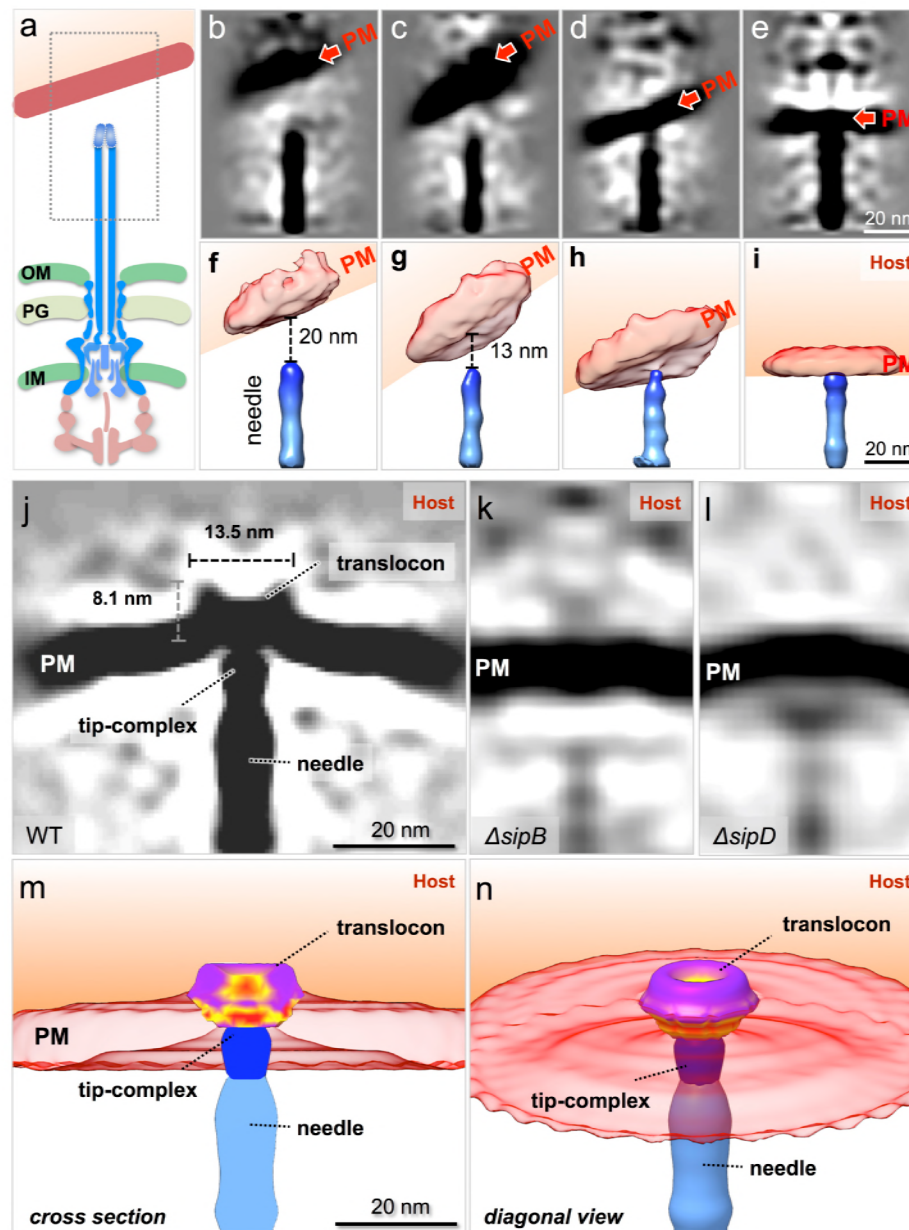 a
OM
PG
IM
b
PM
c
PM
d
PM
e
PM
20 nm
f
PM
20 nm
needle
g
PM
13 nm
h
PM
i
Host
PM
20 nm
j
Host
13.5 nm
translocon
8.1 nm
PM
tip-complex
needle
WT
20 nm
k
Host
PM
ΔsipB
l
Host
PM
ΔsipD
m
Host
translocon
PM
tip-complex
needle
cross section
20 nm
n
Host
translocon
tip-complex
needle
diagonal view